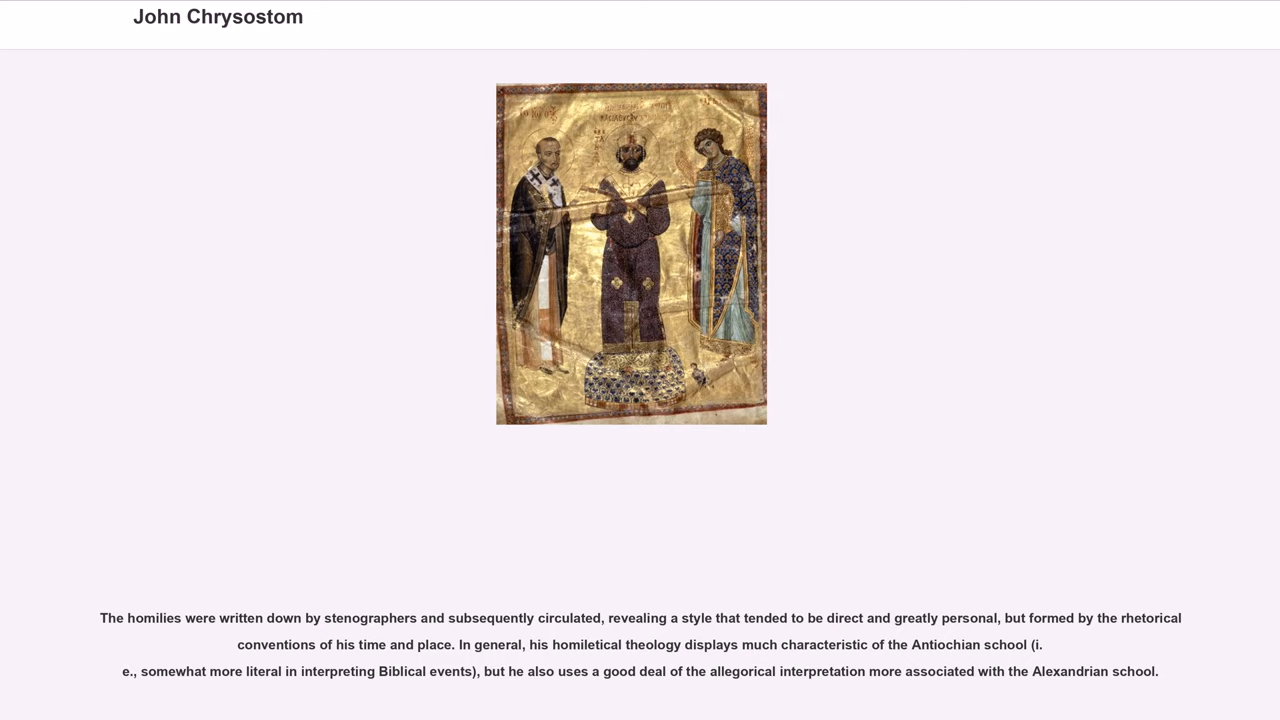 John Chrysostom
The homilies were written down by stenographers and subsequently circulated, revealing a style that tended to be direct and greatly personal, but formed by the rhetorical
conventions of his time and place. In general, his homiletical theology displays much characteristic of the Antiochian school (i.
e., somewhat more literal in interpreting Biblical events), but he also uses a good deal of the allegorical interpretation more associated with the Alexandrian school.